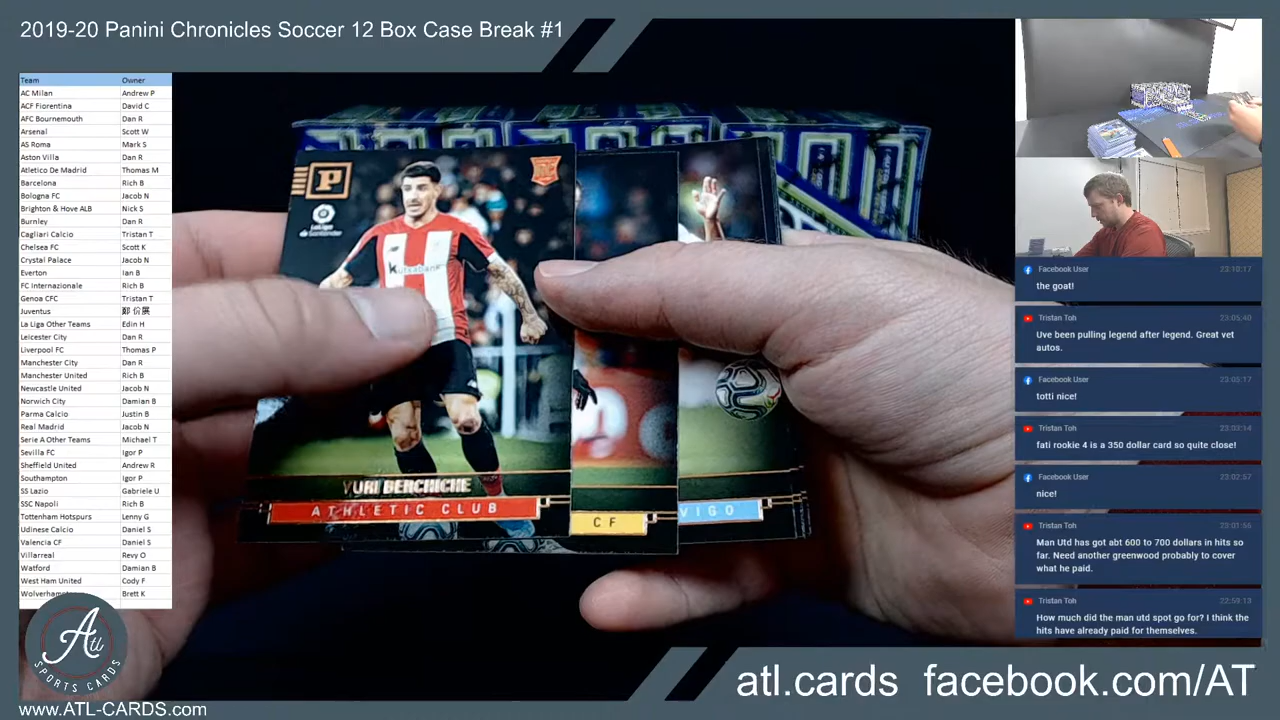 2019-20 Panini Chronicles Soccer 12 Box Case Break #1
Team Owner
AC Milan Andrew P
ACF Fiorentina David C
AFC Bournemouth Dan R
Arsenal Scott W
AS Roma Mark S
Aston Villa Dan R
Atletico De Madrid Thomas M
Barcelona Rich B
Bologna FC Jacob N
Brighton & Hove ALB Nick S
Burnley Dan R
Cagliari Calcio Tristan T
Chelsea FC Scott K
Crystal Palace Jacob N
Everton Ian B
FC Internazionale Rich B
Genoa CFC Tristan T
Juventus 鄭 价展
La Liga Other Teams Edin H
Leicester City Dan R
Liverpool FC Thomas P
Manchester City Dan R
Manchester United Rich B
Newcastle United Jacob N
Norwich City Damian B
Parma Calcio Justin B
Real Madrid Jacob N
Serie A Other Teams Michael T
Sevilla FC Igor P
Sheffield United Andrew R
Southampton Igor P
SS Lazio Gabriele U
SSC Napoli Rich B
Tottenham Hotspurs Lenny G
Udinese Calcio Daniel S
Valencia CF Daniel S
Villarreal Revy O
Watford Damian B
West Ham United Cody F
Brett K
Atl
SPORTS CARDS
www.ATL-CARDS.com
P
LaLiga
Kutxabank
YURI BERCHICHE
ATHLETIC CLUB
CF
VIGO
Facebook User 23:10:17
the goat!
Tristan Toh 23:05:40
Uve been pulling legend after legend. Great vet
autos.
Facebook User 23:05:17
totti nice!
Tristan Toh 23:03:14
fati rookie 4 is a 350 dollar card so quite close!
Facebook User 23:02:57
nice!
Tristan Toh 23:01:56
Man Utd has got abt 600 to 700 dollars in hits so
far. Need another greenwood probably to cover
what he paid.
Tristan Toh 22:59:13
How much did the man utd spot go for? I think the
hits have already paid for themselves.
atl.cards facebook.com/AT